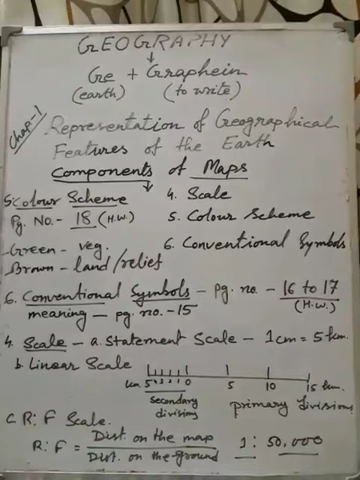 GEOGRAPHY
↓
Ge + Graphein
(earth) (to write)
Chap-1
Representation of Geographical
Features of the Earth
Components of Maps
5. Colour Scheme
Pg. No. - 18 (H.W.)
Green - veg.
Brown - land/relief
4. Scale
5. Colour Scheme
6. Conventional Symbols
6. Conventional Symbols - pg. no. - 16 to 17
meaning - pg. no. - 15 (H.W.)
4. Scale - a. Statement Scale - 1cm = 5 km.
b. Linear Scale
km 5 4 3 2 1 0 5 10 15 km.
secondary primary divisions
divisions
C. R: F Scale.
R: F = Dist. on the map 1 : 50,000
Dist. on the ground